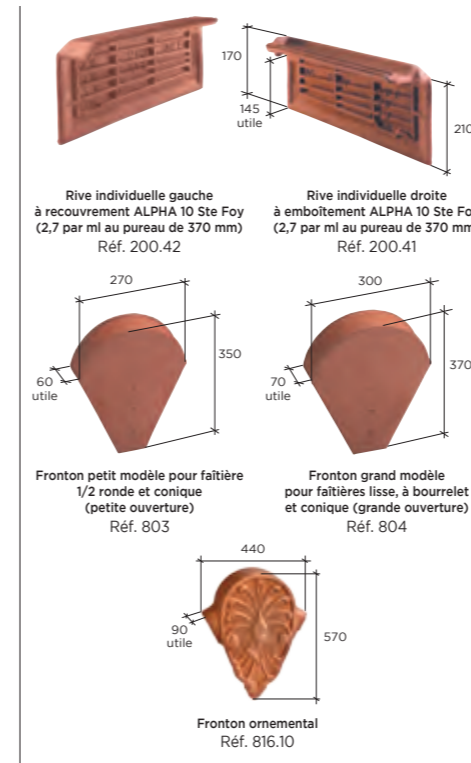 170
145
utile
210
Rive individuelle gauche
à recouvrement ALPHA 10 Ste Foy
(2,7 par ml au pureau de 370 mm)
Réf. 200.42
Rive individuelle droite
à emboîtement ALPHA 10 Ste Fo
(2,7 par ml au pureau de 370 mm
Réf. 200.41
270
350
60
utile
Fronton petit modèle pour faîtière
1/2 ronde et conique
(petite ouverture)
Réf. 803
300
370
70
utile
Fronton grand modèle
pour faîtières lisse, à bourrelet
et conique (grande ouverture)
Réf. 804
440
570
90
utile
Fronton ornemental
Réf. 816.10